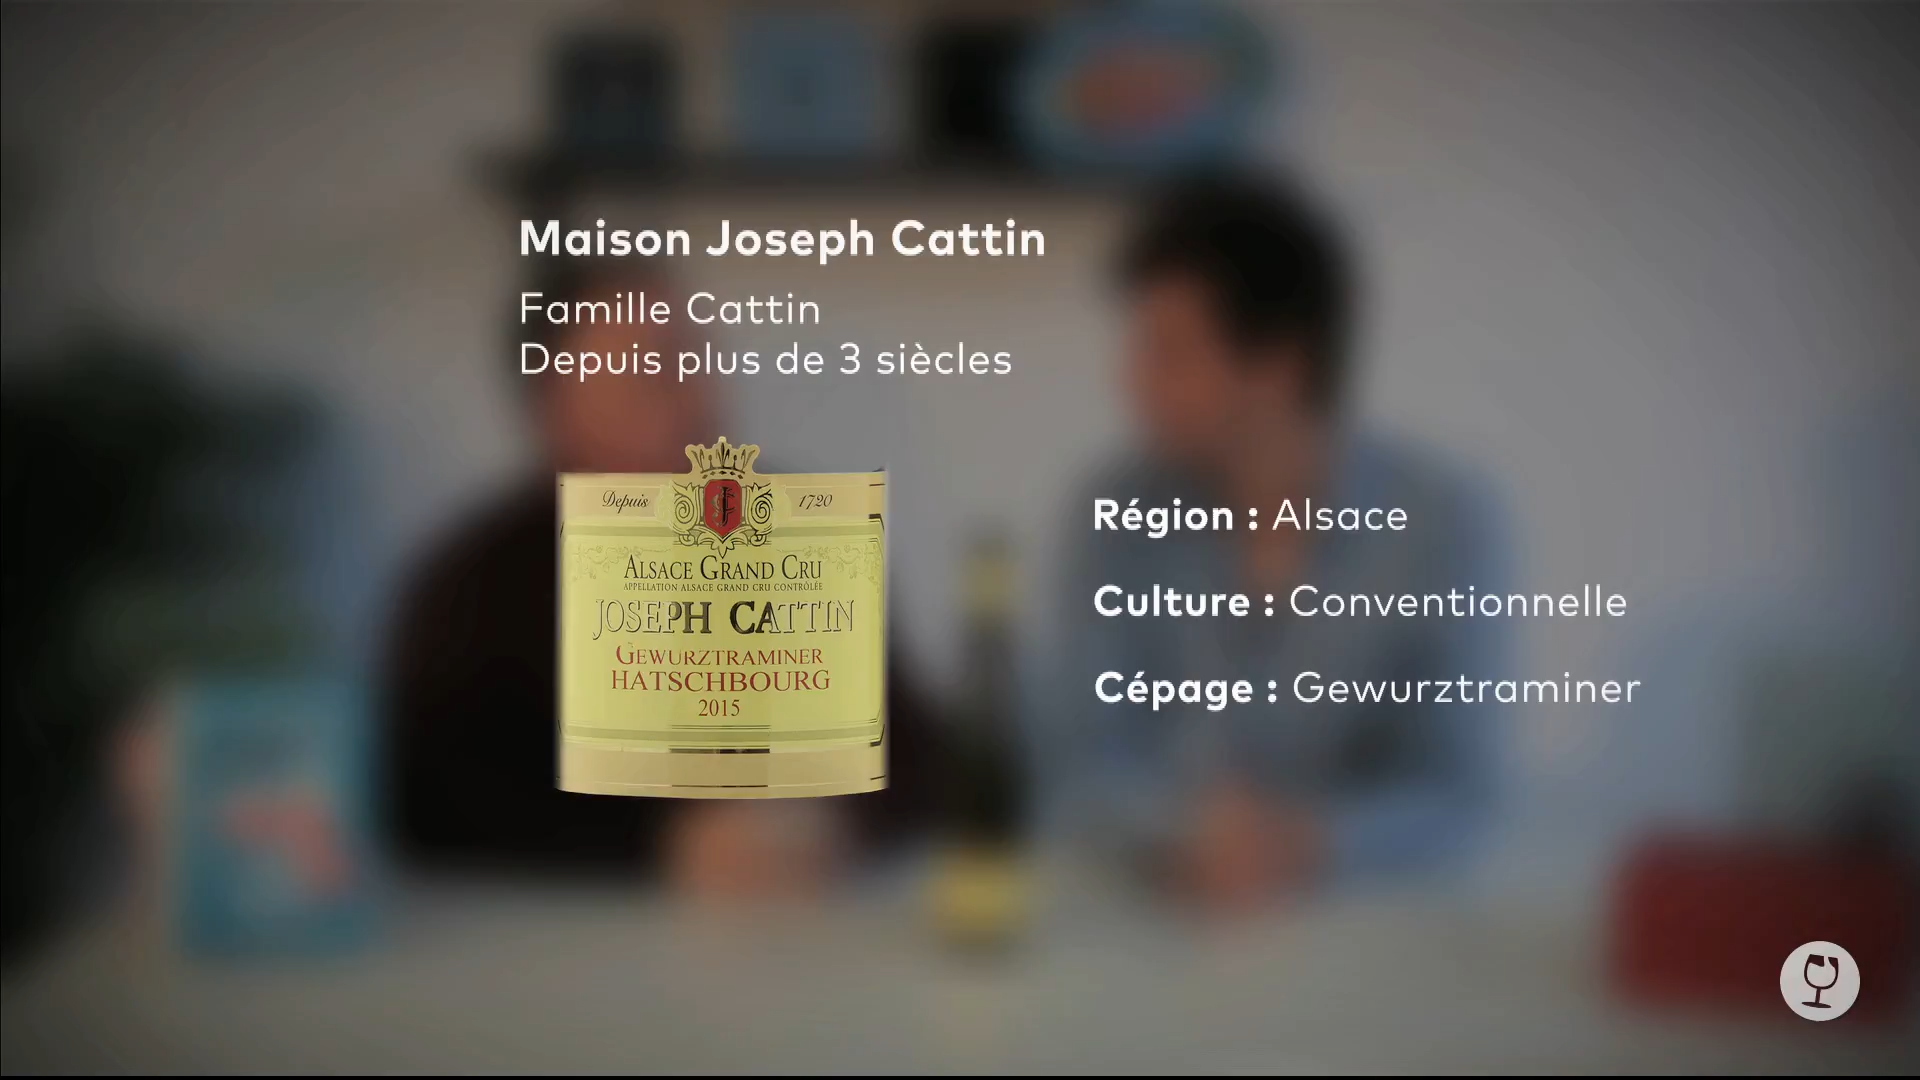 Maison Joseph Cattin
Famille Cattin
Depuis plus de 3 siècles
Depuis 1720
ALSACE GRAND CRU
APPELLATION ALSACE GRAND CRU CONTRÔLÉE
JOSEPH CATTIN
GEWURZTRAMINER
HATSCHBOURG
2015
Région : Alsace
Culture : Conventionnelle
Cépage : Gewurztraminer